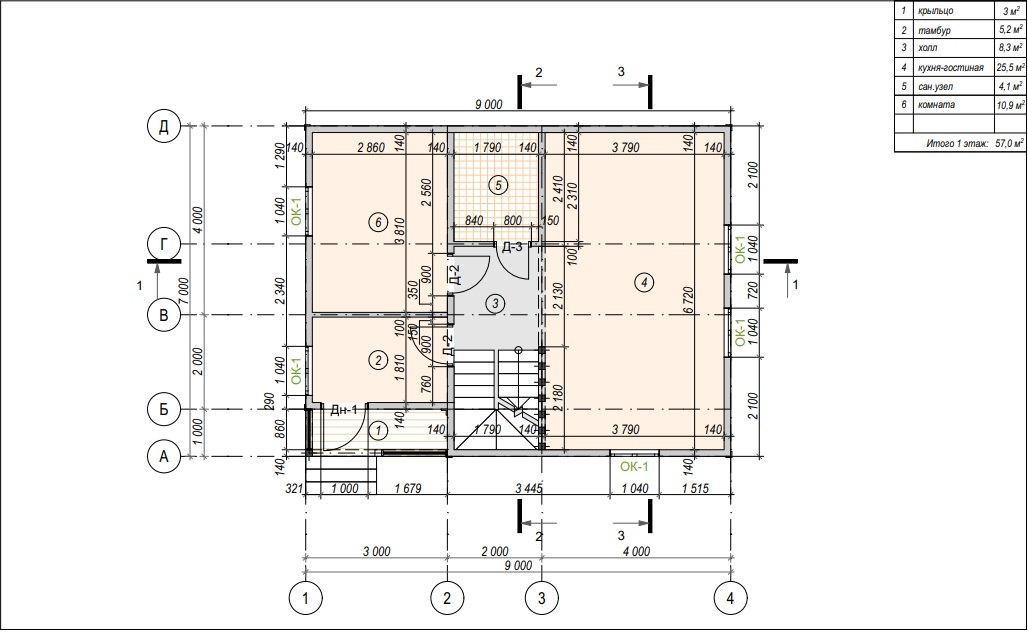 1 крыльцо 3 м²
2 тамбур 5,2 м²
3 холл 8,3 м²
4 кухня-гостиная 25,5 м²
5 сан.узел 4,1 м²
6 комната 10,9 м²
Итого 1 этаж: 57,0 м²
2 3
9 000
Д
140 2 860 140 1 790 140 140 3 790 140
1 290
2 560
2 410
2 310
2 100
5
1 040
ОК-1
4 000
6
3 810
840 800 150
Д-3
Г
1 040
ОК-1
100
1
7 000
2 340
350
900
Д-2
3
2 130
4
6 720
720
1
В
100
150
900
Д-2
1 040
ОК-1
2 000
1 040
ОК-1
2
1 810
760
2 180
2 100
290
Б
Дн-1
1 000
860
140
1
140 1 790 140 3 790 140
А
140
140
ОК-1
321 1 000 1 679 3 445 1 040 1 515
2 3
3 000 2 000 4 000
9 000
1 2 3 4